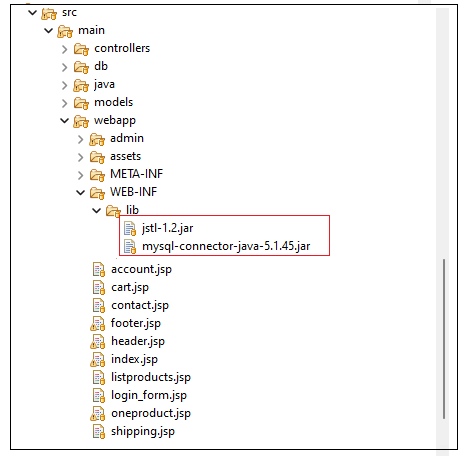 src
main
controllers
db
java
models
webapp
admin
assets
META-INF
WEB-INF
lib
jstl-1.2.jar
mysql-connector-java-5.1.45.jar
account.jsp
cart.jsp
contact.jsp
footer.jsp
header.jsp
index.jsp
listproducts.jsp
login_form.jsp
oneproduct.jsp
shipping.jsp